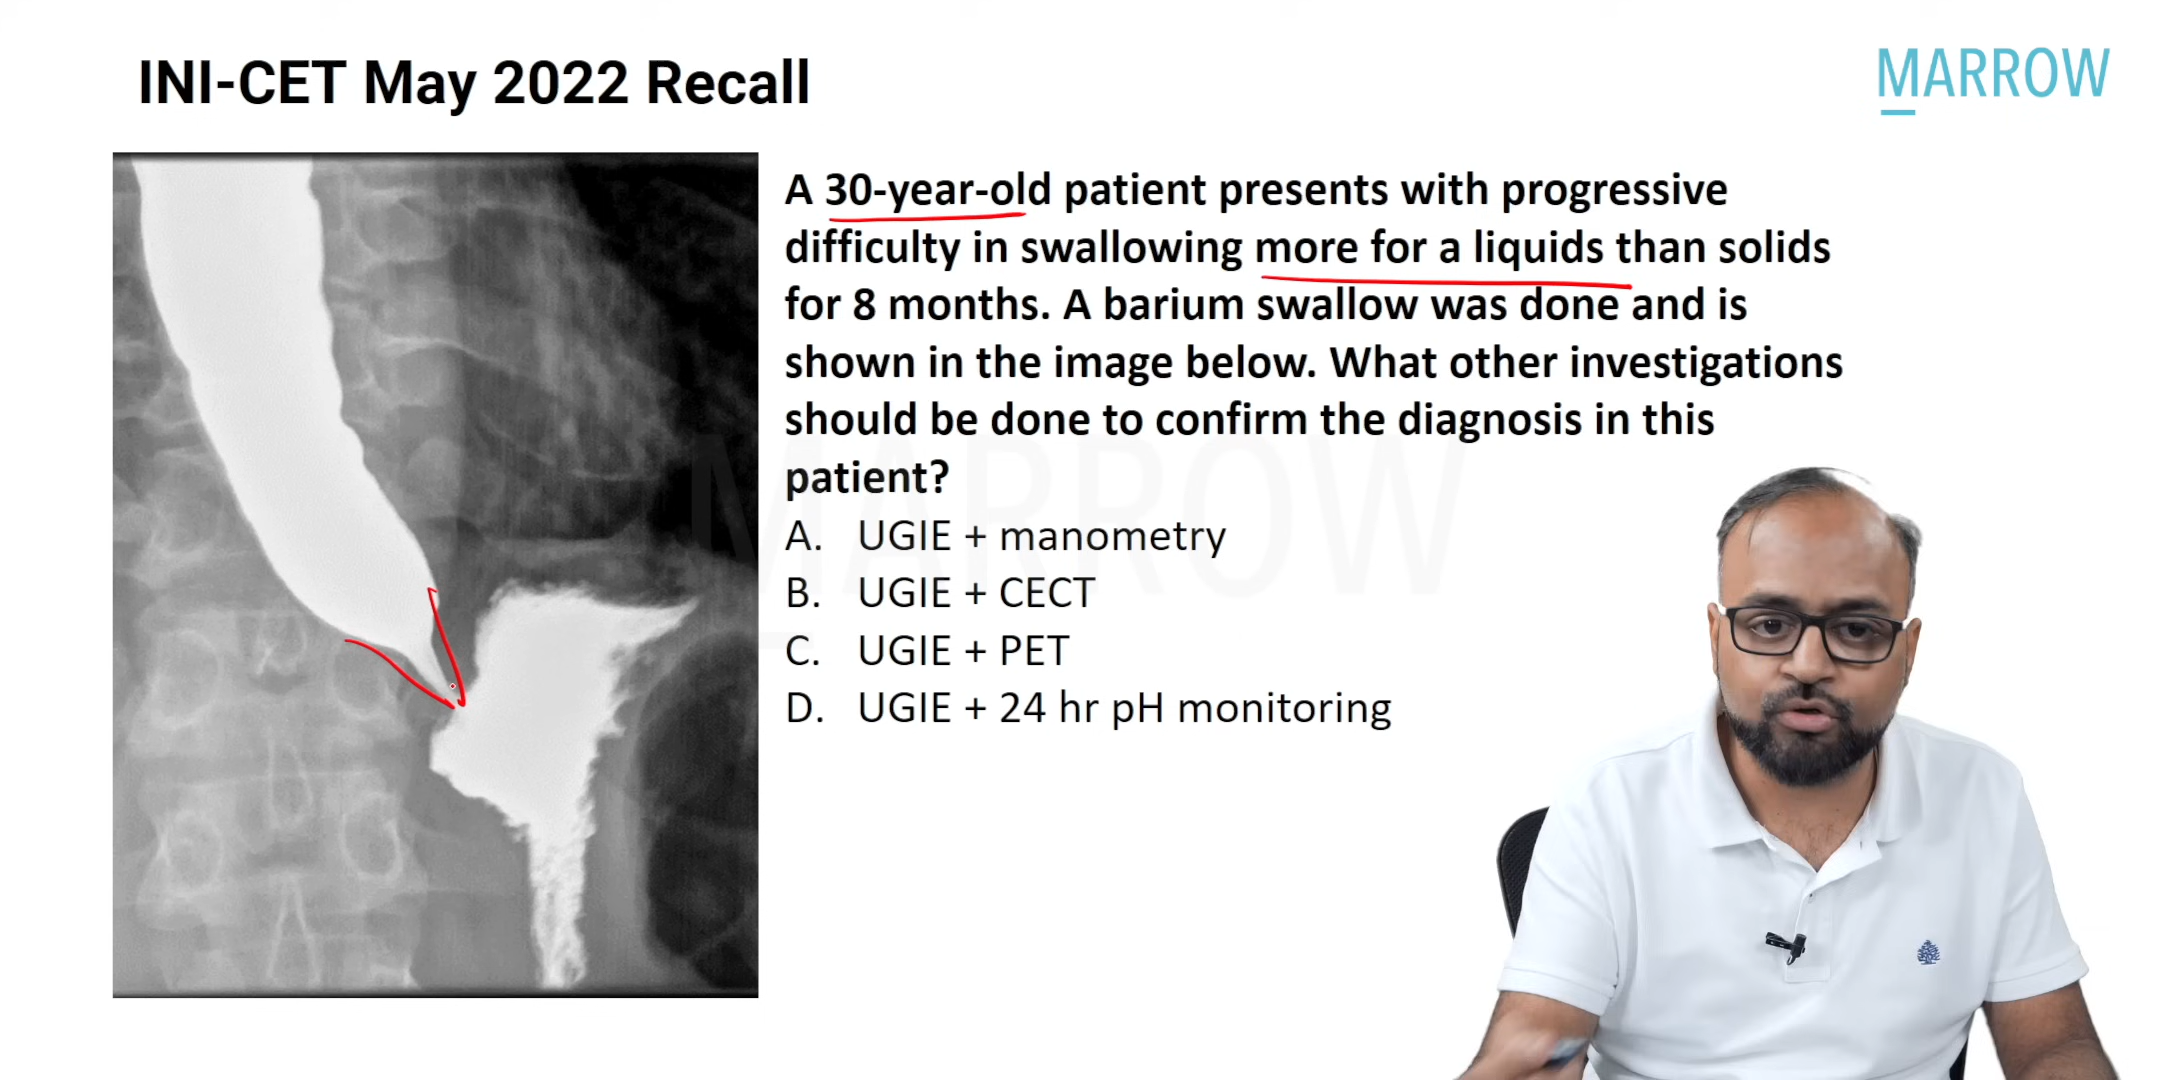 INI-CET May 2022 Recall
MARROW
A 30-year-old patient presents with progressive
difficulty in swallowing more for a liquids than solids
for 8 months. A barium swallow was done and is
shown in the image below. What other investigations
should be done to confirm the diagnosis in this
patient?
A. UGIE + manometry
B. UGIE + CECT
C. UGIE + PET
D. UGIE + 24 hr pH monitoring
MARROW